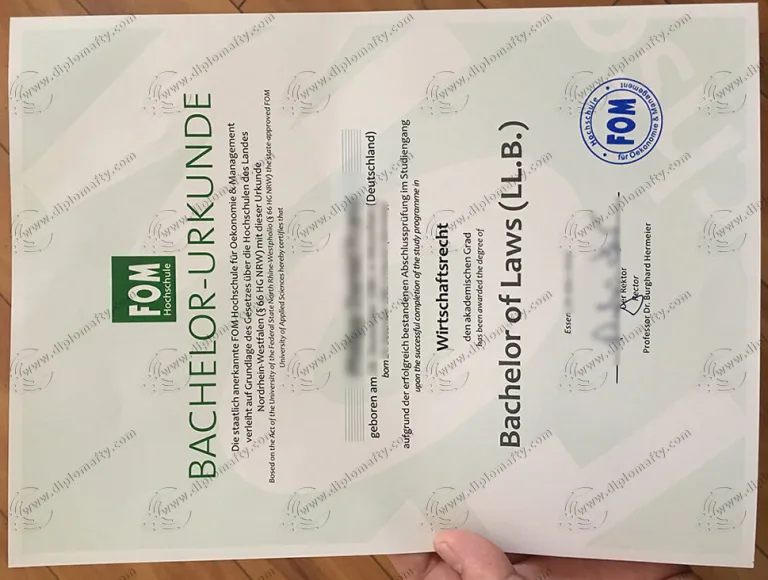 FOM
Hochschule
BACHELOR-URKUNDE
Die staatlich anerkannte FOM Hochschule für Oekonomie & Management
verleiht auf Grundlage des Gesetzes über die Hochschulen des Landes
Nordrhein-Westfalen (§ 66 HG NRW) mit dieser Urkunde
Based on the Act of the University of the Federal State North Rhine-Westphalia (§ 66 HG NRW) the state-approved FOM
University of Applied Sciences hereby certifies that
geboren am (Deutschland)
born
aufgrund der erfolgreich bestandenen Abschlussprüfung im Studiengang
upon the successful completion of the study programme in
Wirtschaftsrecht
den akademischen Grad
has been awarded the degree of
Bachelor of Laws (LL.B.)
Essen
Der Rektor
Rector
Professor Dr. Burghard Hermeier
Hochschule
FOM
für Oekonomie & Management
www.diplomafty.com